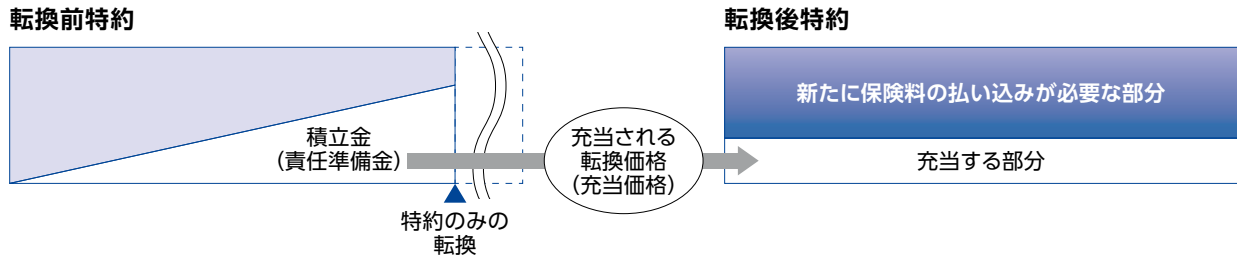 転換前特約
積立金
（責任準備金）
特約のみの
転換
充当される
転換価格
（充当価格）
転換後特約
新たに保険料の払い込みが必要な部分
充当する部分